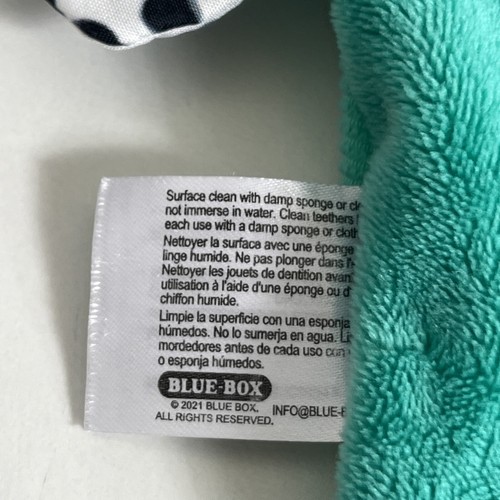 Surface clean with damp sponge or
not immerse in water. Clean teethers
each use with a damp sponge or cloth
Nettoyer la surface avec une éponge
linge humide. Ne pas plonger dans
Nettoyer les jouets de dentition avant
utilisation à l'aide d'une éponge ou
chiffon humide.
Limpie la superficie con una esponja
húmedos. No lo sumerja en agua.
mordedores antes de cada uso con
o esponja húmedos.
BLUE-BOX
© 2021 BLUE BOX. INFO@BLUE-B
ALL RIGHTS RESERVED.